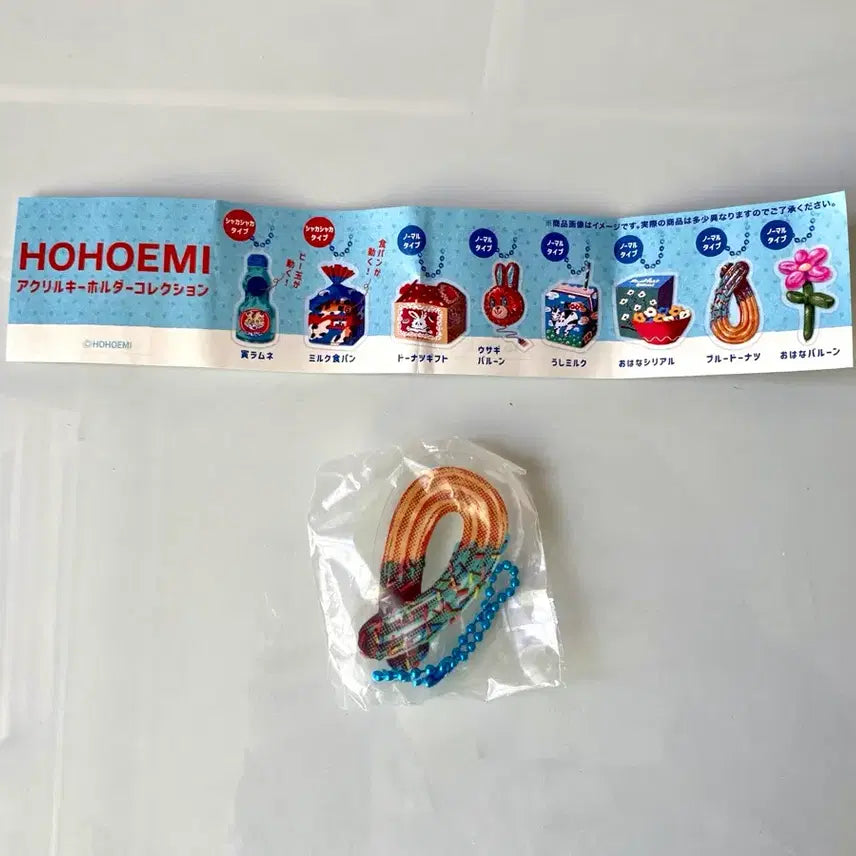 HOHOEMI
アクリルキーホルダーコレクション
©HOHOEMI
※商品画像はイメージです。実際の商品は多少異なりますのでご了承ください。
シャカシャカ
タイプ
ビー玉が
動く!
寅ラムネ
シャカシャカ
タイプ
食パンが
動く!
ミルク食パン
ノーマル
タイプ
ドーナツギフト
ノーマル
タイプ
ウサギ
バルーン
ノーマル
タイプ
うしミルク
ノーマル
タイプ
おはなシリアル
ノーマル
タイプ
ブルードーナツ
ノーマル
タイプ
おはなバルーン